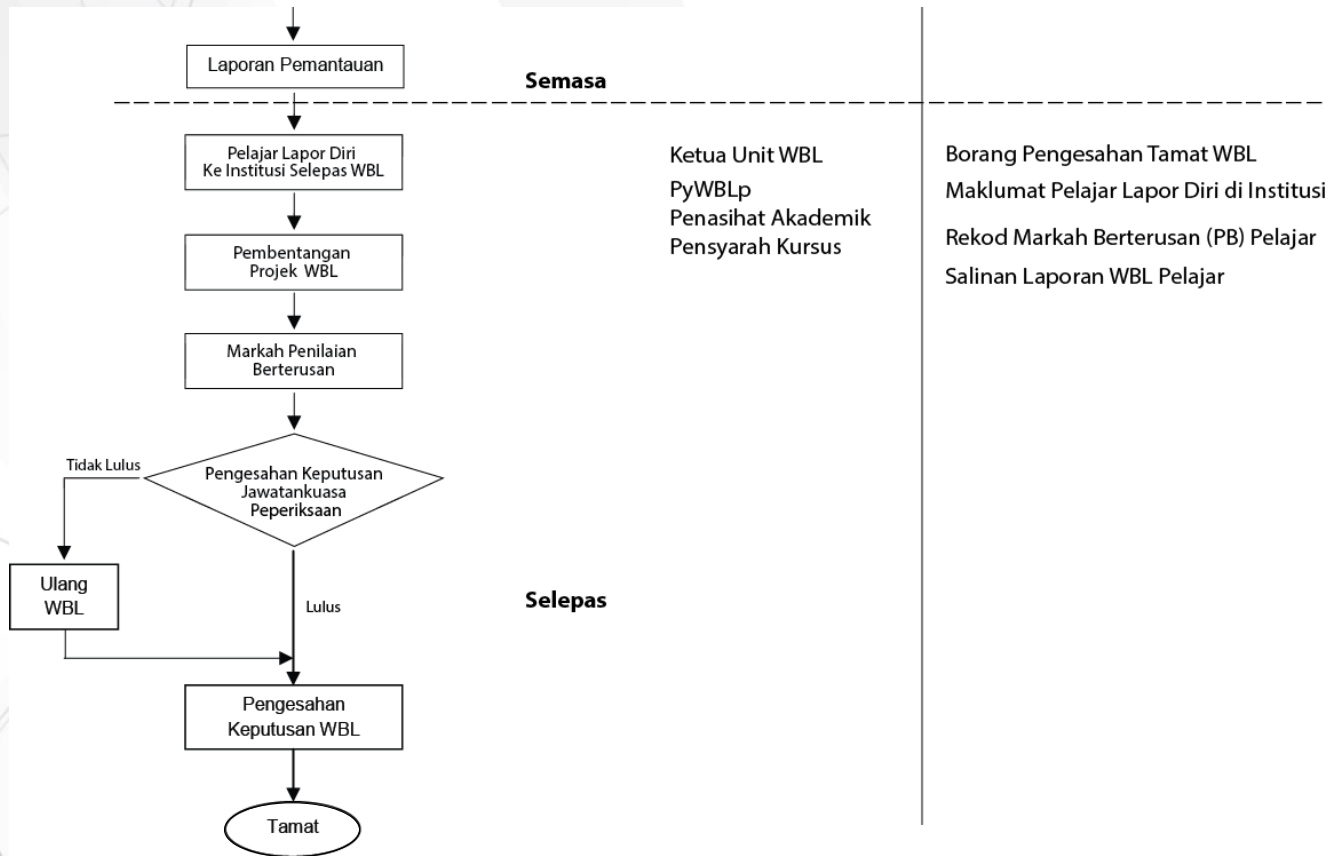 Laporan Pemantauan
Semasa
Pelajar Lapor Diri
Ke Institusi Selepas WBL
Ketua Unit WBL
PyWBLp
Penasihat Akademik
Pensyarah Kursus
Borang Pengesahan Tamat WBL
Maklumat Pelajar Lapor Diri di Institusi
Rekod Markah Berterusan (PB) Pelajar
Salinan Laporan WBL Pelajar
Pembentangan
Projek WBL
Markah Penilaian
Berterusan
Tidak Lulus
Pengesahan Keputusan
Jawatankuasa
Peperiksaan
Ulang
WBL
Lulus
Selepas
Pengesahan
Keputusan WBL
Tamat